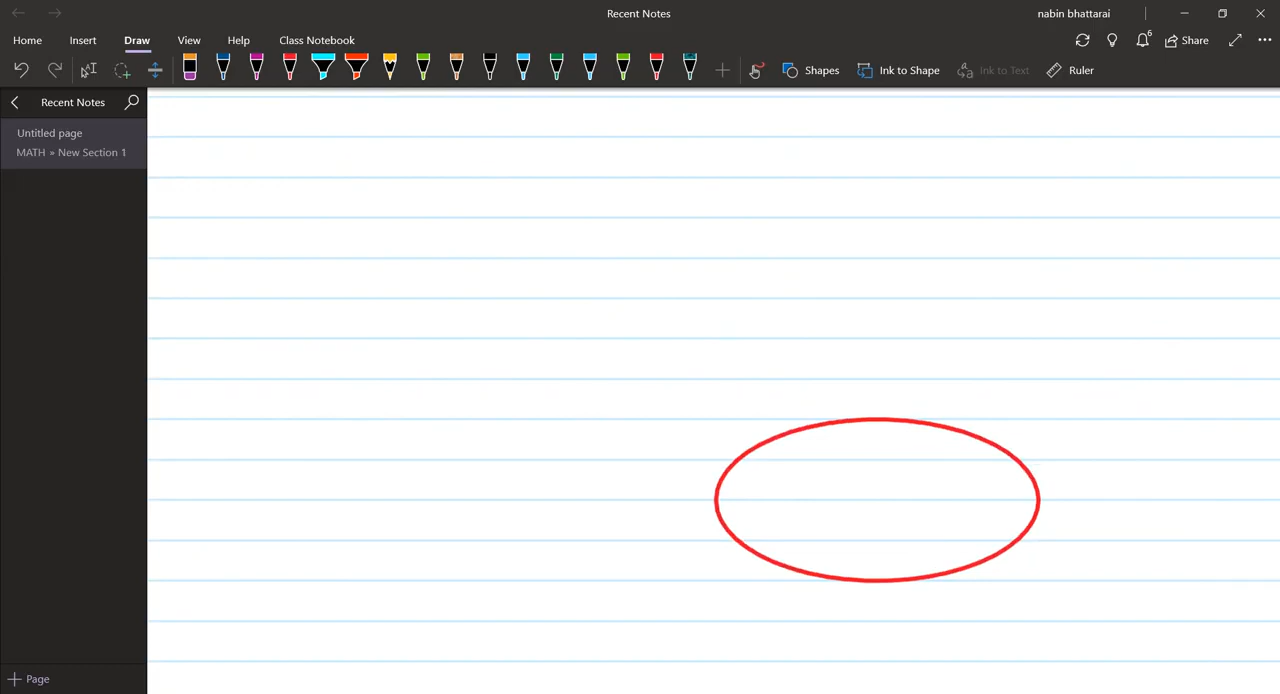 Recent Notes
nabin bhattarai
Home Insert Draw View Help Class Notebook
6
Share
Shapes
Ink to Shape
Ink to Text
Ruler
Recent Notes
Untitled page
MATH » New Section 1
Page